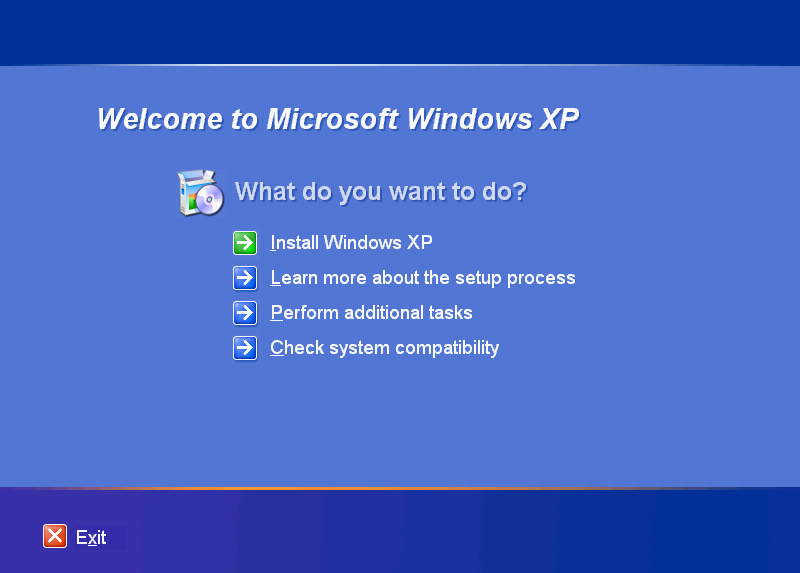 Welcome to Microsoft Windows XP
What do you want to do?
Install Windows XP
Learn more about the setup process
Perform additional tasks
Check system compatibility
Exit